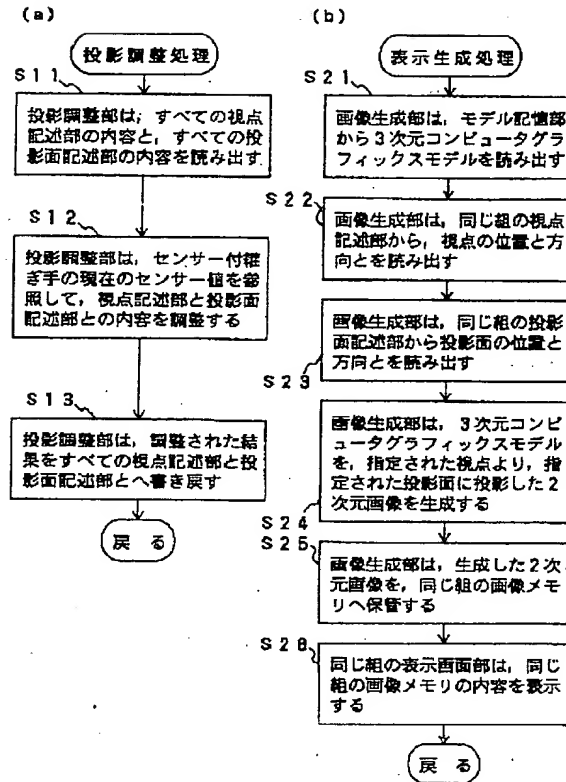 (a)
投影調整処理
S11
投影調整部は,すべての視点
記述部の内容と,すべての投
影面記述部の内容を読み出す
S12
投影調整部は,センサー付継
ぎ手の現在のセンサー値を参
照して,視点記述部と投影面
記述部との内容を調整する
S13
投影調整部は,調整された結
果をすべての視点記述部と投
影面記述部とへ書き戻す
戻る
(b)
表示生成処理
S21
画像生成部は,モデル記憶部
から3次元コンピュータグラ
フィックスモデルを読み出す
S22
画像生成部は,同じ組の視点
記述部から,視点の位置と方
向とを読み出す
S23
画像生成部は,同じ組の投影
面記述部から投影面の位置と
方向とを読み出す
S24
画像生成部は,3次元コンピ
ュータグラフィックスモデル
を,指定された視点より,指
定された投影面に投影した2
次元画像を生成する
S25
画像生成部は,生成した2次
元画像を,同じ組の画像メモ
リへ保管する
S26
同じ組の表示画面部は,同じ
組の画像メモリの内容を表示
する
戻る